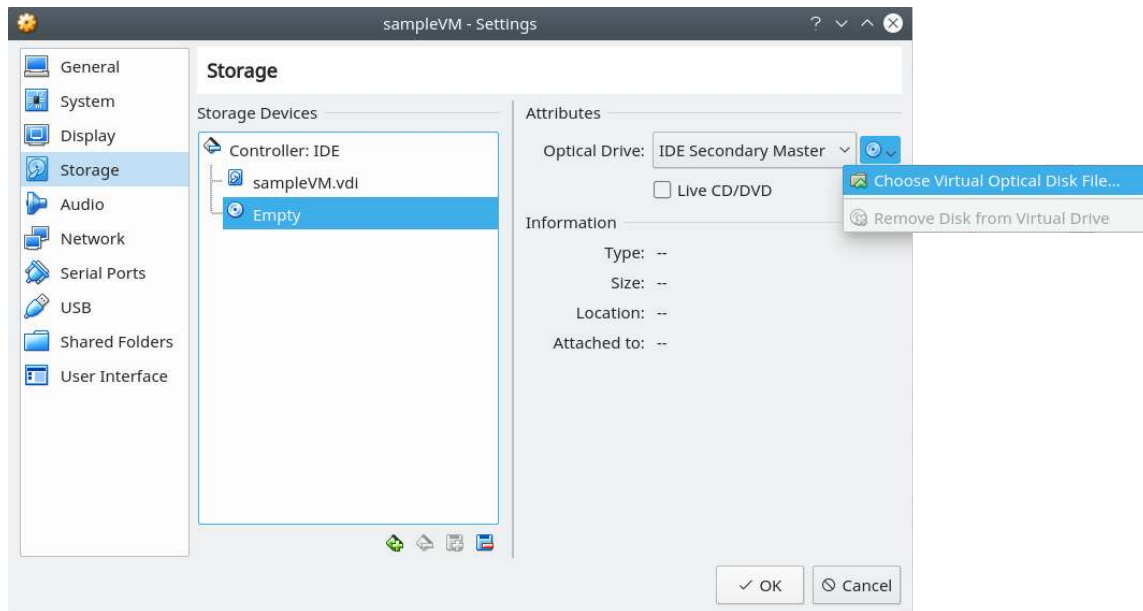 sampleVM - Settings
General
System
Display
Storage
Audio
Network
Serial Ports
USB
Shared Folders
User Interface
Storage
Storage Devices
Controller: IDE
sampleVM.vdi
Empty
Attributes
Optical Drive: IDE Secondary Master
Live CD/DVD
Choose Virtual Optical Disk File...
Remove Disk from Virtual Drive
Information
Type: --
Size: --
Location: --
Attached to: --
OK
Cancel